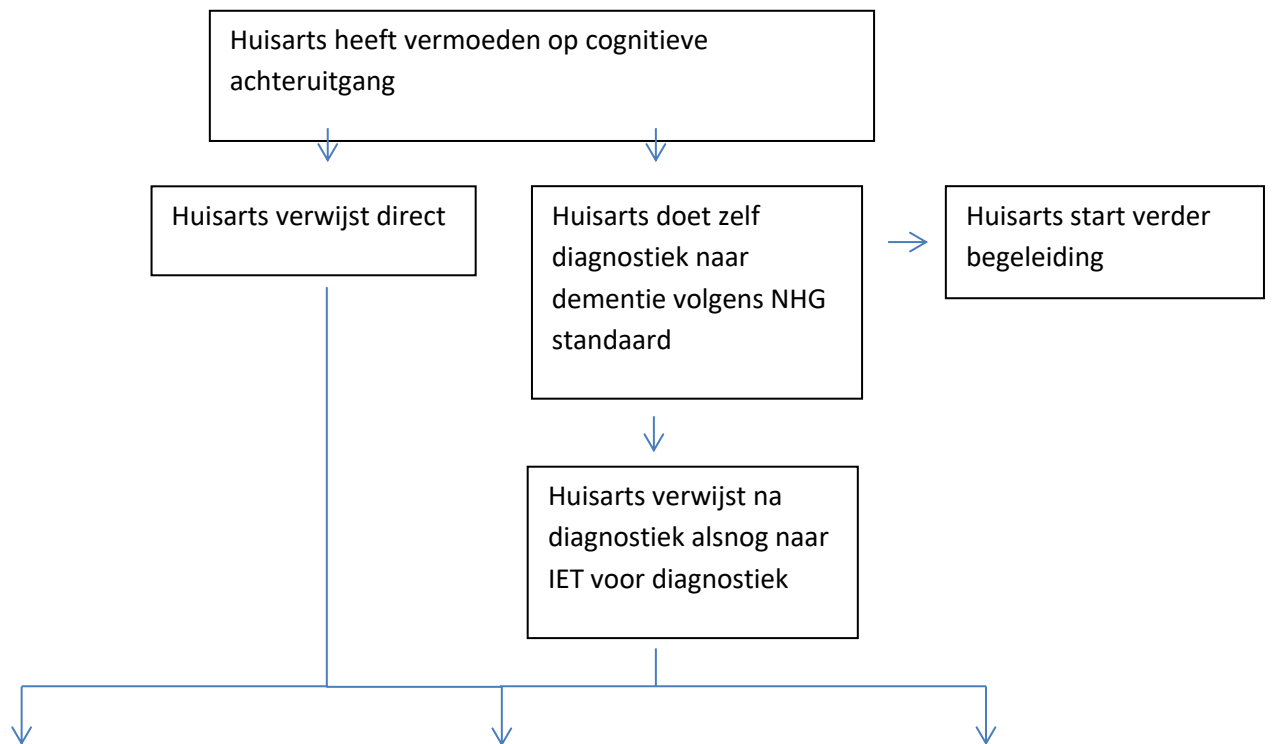 Huisarts heeft vermoeden op cognitieve
achteruitgang
Huisarts verwijst direct
Huisarts doet zelf
diagnostiek naar
dementie volgens NHG
standaard
Huisarts start verder
begeleiding
Huisarts verwijst na
diagnostiek alsnog naar
IET voor diagnostiek